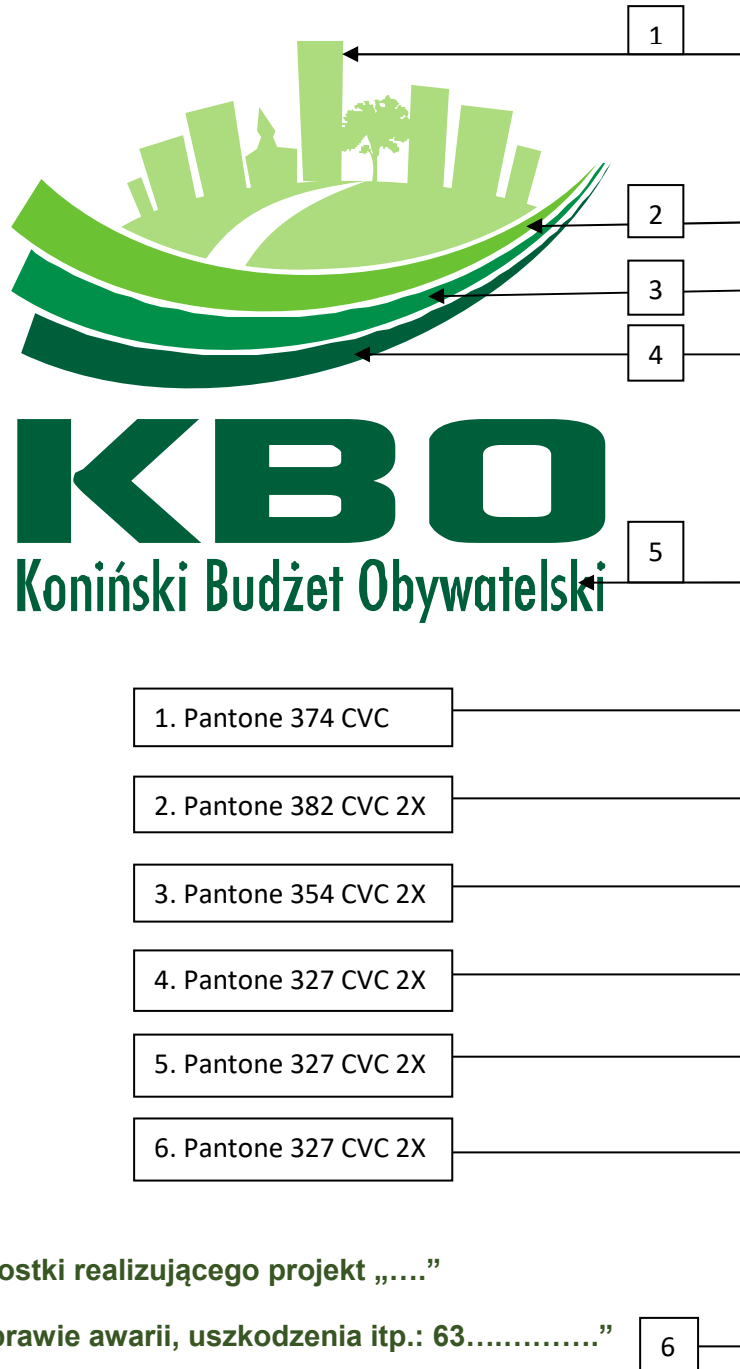 1
2
3
4
KBO
5
Koniński Budżet Obywatelski
1. Pantone 374 CVC
2. Pantone 382 CVC 2X
3. Pantone 354 CVC 2X
4. Pantone 327 CVC 2X
5. Pantone 327 CVC 2X
6. Pantone 327 CVC 2X
ostki realizującego projekt „….”
prawie awarii, uszkodzenia itp.: 63…..……….”
6